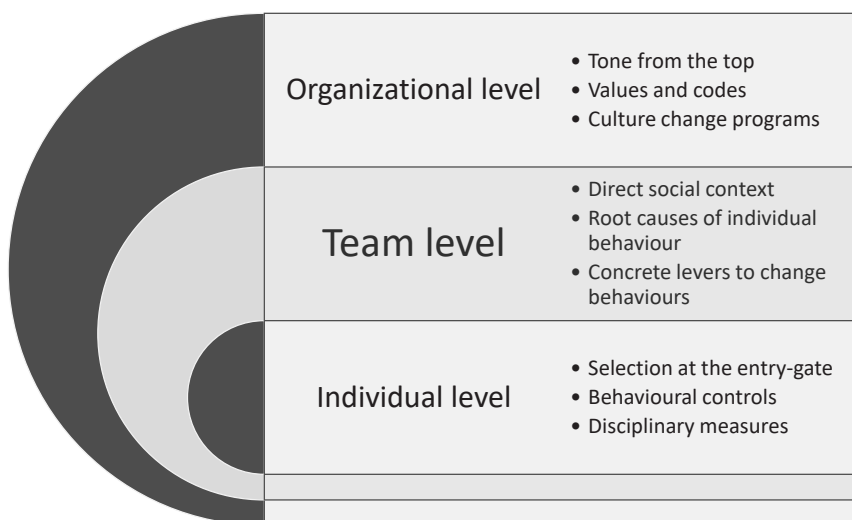 Organizational level
• Tone from the top
• Values and codes
• Culture change programs
Team level
• Direct social context
• Root causes of individual
behaviour
• Concrete levers to change
behaviours
Individual level
• Selection at the entry-gate
• Behavioural controls
• Disciplinary measures